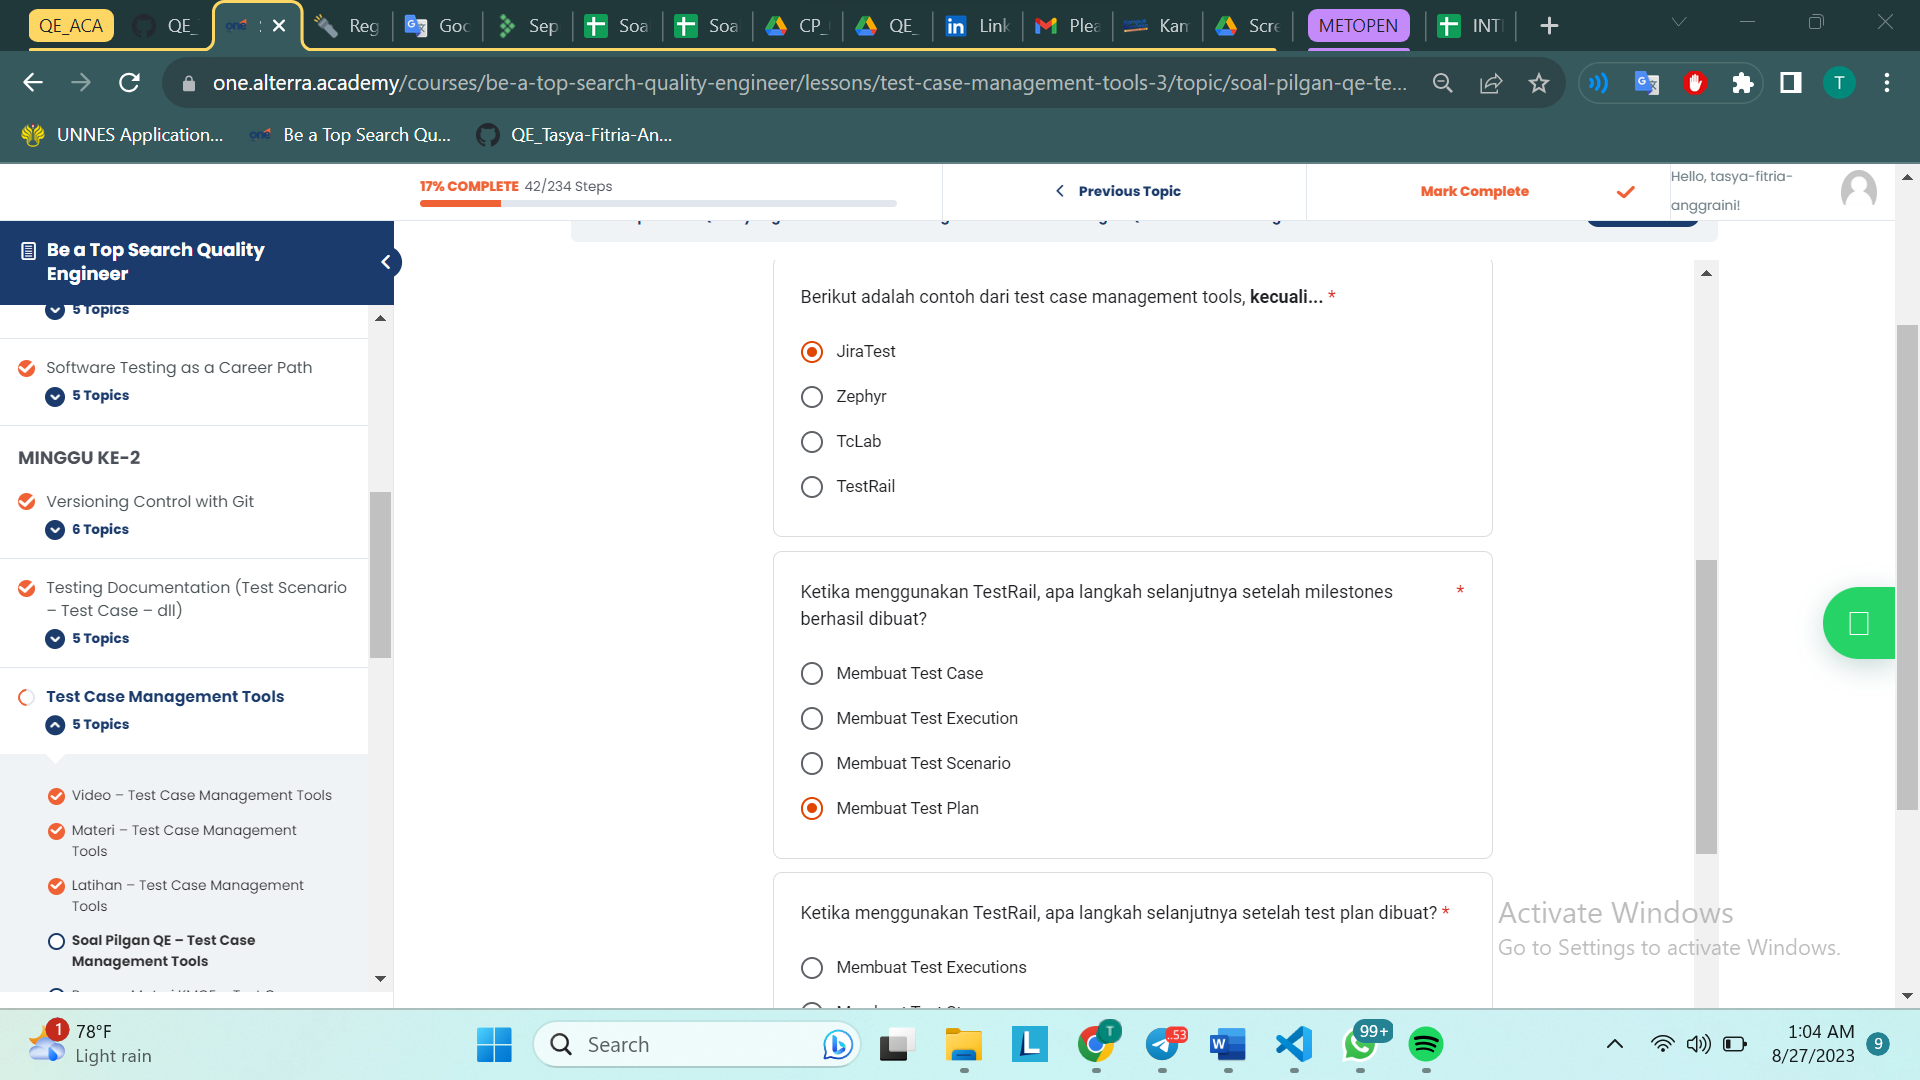 QE_ACA
QE_
Reg
Goc
Sep
Soa
Soa
CP_
QE_
Link
Plea
Kam
Scre
METOPEN
INTI
one.alterra.academy/courses/be-a-top-search-quality-engineer/lessons/test-case-management-tools-3/topic/soal-pilgan-qe-te...
T
UNNES Application...
one
Be a Top Search Qu...
QE_Tasya-Fitria-An...
17% COMPLETE 42/234 Steps
Previous Topic
Mark Complete
Hello, tasya-fitria-
anggraini!
Be a Top Search Quality
Engineer
5 Topics
Software Testing as a Career Path
5 Topics
MINGGU KE-2
Versioning Control with Git
6 Topics
Testing Documentation (Test Scenario
– Test Case – dll)
5 Topics
Test Case Management Tools
5 Topics
Video – Test Case Management Tools
Materi – Test Case Management
Tools
Latihan – Test Case Management
Tools
Soal Pilgan QE – Test Case
Management Tools
Berikut adalah contoh dari test case management tools, kecuali... *
JiraTest
Zephyr
TcLab
TestRail
Ketika menggunakan TestRail, apa langkah selanjutnya setelah milestones *
berhasil dibuat?
Membuat Test Case
Membuat Test Execution
Membuat Test Scenario
Membuat Test Plan
Ketika menggunakan TestRail, apa langkah selanjutnya setelah test plan dibuat? *
Membuat Test Executions
Activate Windows
Go to Settings to activate Windows.
1
78°F
Light rain
Search
L
T
..53
W
99+
1:04 AM
8/27/2023
9